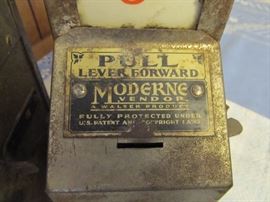 PULL
LEVER FORWARD
MODERNE
VENDOR
A WALTER PRODUCT
FULLY PROTECTED UNDER
U.S. PATENT AND COPYRIGHT LAWS